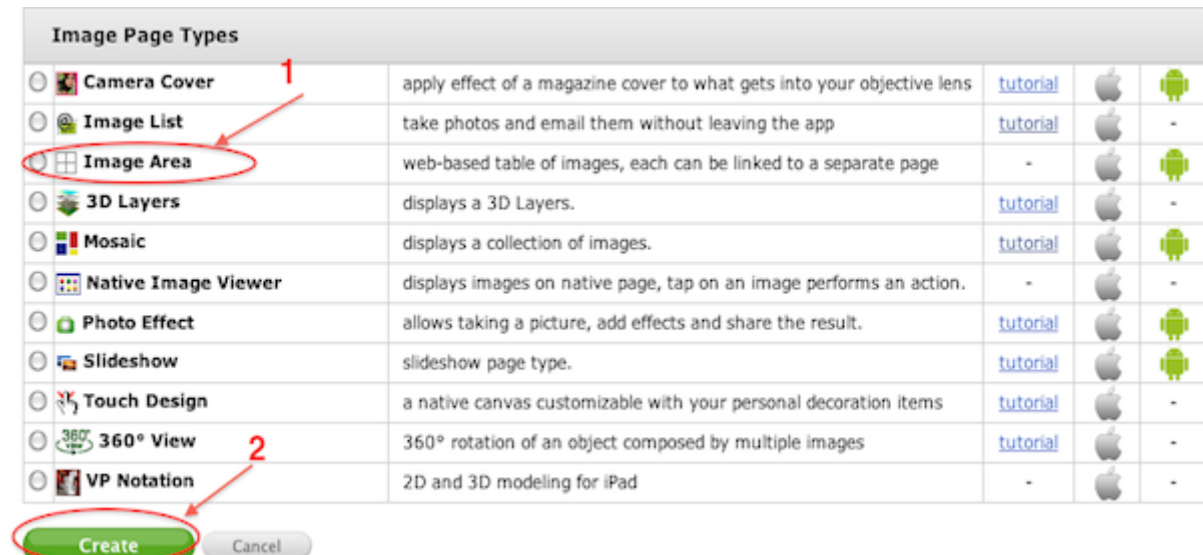 Image Page Types
1
Camera Cover apply effect of a magazine cover to what gets into your objective lens tutorial
Image List take photos and email them without leaving the app tutorial -
Image Area web-based table of images, each can be linked to a separate page -
3D Layers displays a 3D Layers. tutorial -
Mosaic displays a collection of images. tutorial
Native Image Viewer displays images on native page, tap on an image performs an action. - -
Photo Effect allows taking a picture, add effects and share the result. tutorial
Slideshow slideshow page type. tutorial
Touch Design a native canvas customizable with your personal decoration items tutorial -
360° 360° View 360° rotation of an object composed by multiple images tutorial -
2
VP Notation 2D and 3D modeling for iPad - -
Create Cancel